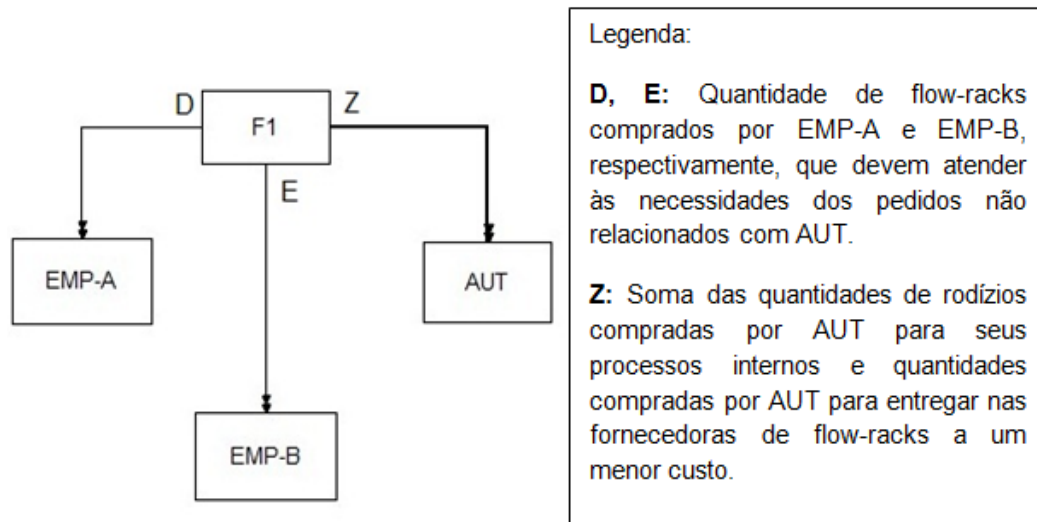 D
Z
F1
E
EMP-A
AUT
EMP-B
Legenda:
D, E: Quantidade de flow-racks
comprados por EMP-A e EMP-B,
respectivamente, que devem atender
às necessidades dos pedidos não
relacionados com AUT.
Z: Soma das quantidades de rodízios
compradas por AUT para seus
processos internos e quantidades
compradas por AUT para entregar nas
fornecedoras de flow-racks a um
menor custo.